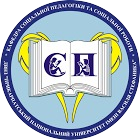 КАФЕДРА СОЦІАЛЬНОЇ ПЕДАГОГІКИ ТА СОЦІАЛЬНОЇ РОБОТИ
СП
ПРИКАРПАТСЬКИЙ НАЦІОНАЛЬНИЙ УНІВЕРСИТЕТ ІМЕНІ ВАСИЛЯ СТЕФАНИКА